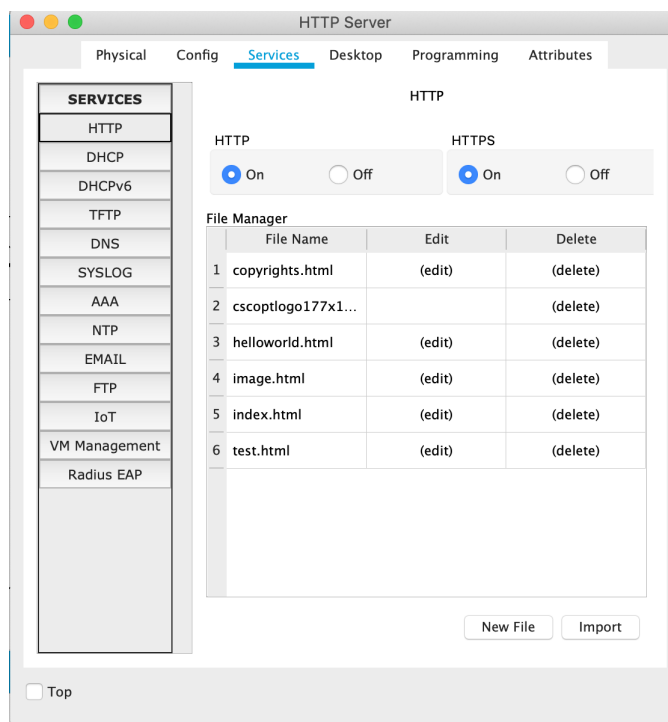 HTTP Server
Physical Config Services Desktop Programming Attributes
SERVICES
HTTP
DHCP
DHCPv6
TFTP
DNS
SYSLOG
AAA
NTP
EMAIL
FTP
IoT
VM Management
Radius EAP
HTTP
HTTP HTTPS
On Off On Off
File Manager
File Name Edit Delete
1 copyrights.html (edit) (delete)
2 cscoptlogo177x1... (delete)
3 helloworld.html (edit) (delete)
4 image.html (edit) (delete)
5 index.html (edit) (delete)
6 test.html (edit) (delete)
New File Import
Top